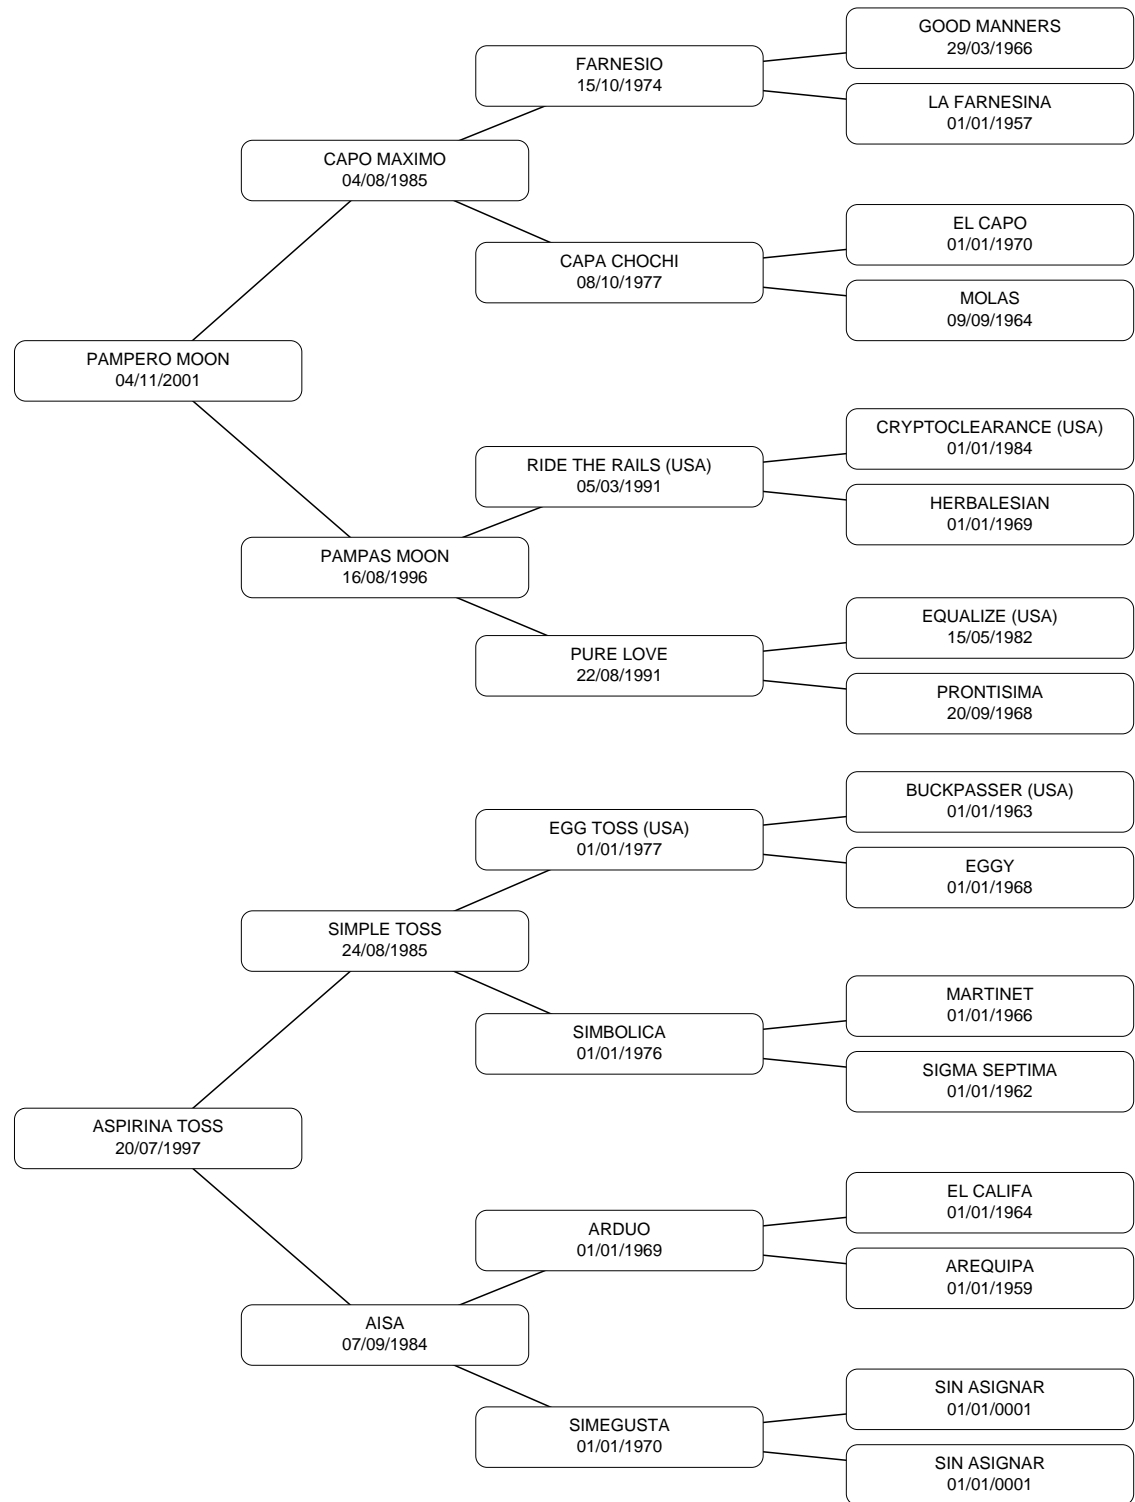 GOOD MANNERS
29/03/1966
FARNESIO
15/10/1974
LA FARNESINA
01/01/1957
CAPO MAXIMO
04/08/1985
EL CAPO
01/01/1970
CAPA CHOCHI
08/10/1977
MOLAS
09/09/1964
PAMPERO MOON
04/11/2001
CRYPTOCLEARANCE (USA)
01/01/1984
RIDE THE RAILS (USA)
05/03/1991
HERBALESIAN
01/01/1969
PAMPAS MOON
16/08/1996
EQUALIZE (USA)
15/05/1982
PURE LOVE
22/08/1991
PRONTISIMA
20/09/1968
BUCKPASSER (USA)
01/01/1963
EGG TOSS (USA)
01/01/1977
EGGY
01/01/1968
SIMPLE TOSS
24/08/1985
MARTINET
01/01/1966
SIMBOLICA
01/01/1976
SIGMA SEPTIMA
01/01/1962
ASPIRINA TOSS
20/07/1997
EL CALIFA
01/01/1964
ARDUO
01/01/1969
AREQUIPA
01/01/1959
AISA
07/09/1984
SIN ASIGNAR
01/01/0001
SIMEGUSTA
01/01/1970
SIN ASIGNAR
01/01/0001